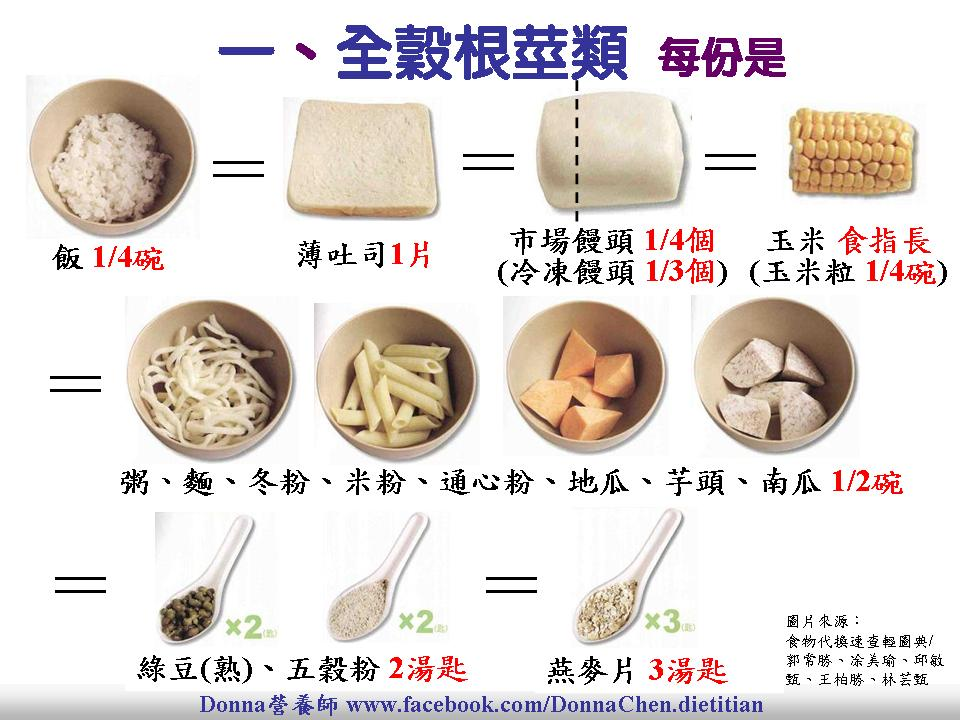 一、全穀根莖類 每份是
飯 1/4碗
薄吐司1片
市場饅頭 1/4個
(冷凍饅頭 1/3個)
玉米 食指長
(玉米粒 1/4碗)
粥、麵、冬粉、米粉、通心粉、地瓜、芋頭、南瓜 1/2碗
×2(匙)
×2(匙)
×3(匙)
綠豆(熟)、五穀粉 2湯匙
燕麥片 3湯匙
圖片來源：
食物代換速查輕圖典/
郭常勝、涂美瑜、邱敏
甄、王柏勝、林芸甄
Donna營養師 www.facebook.com/DonnaChen.dietitian